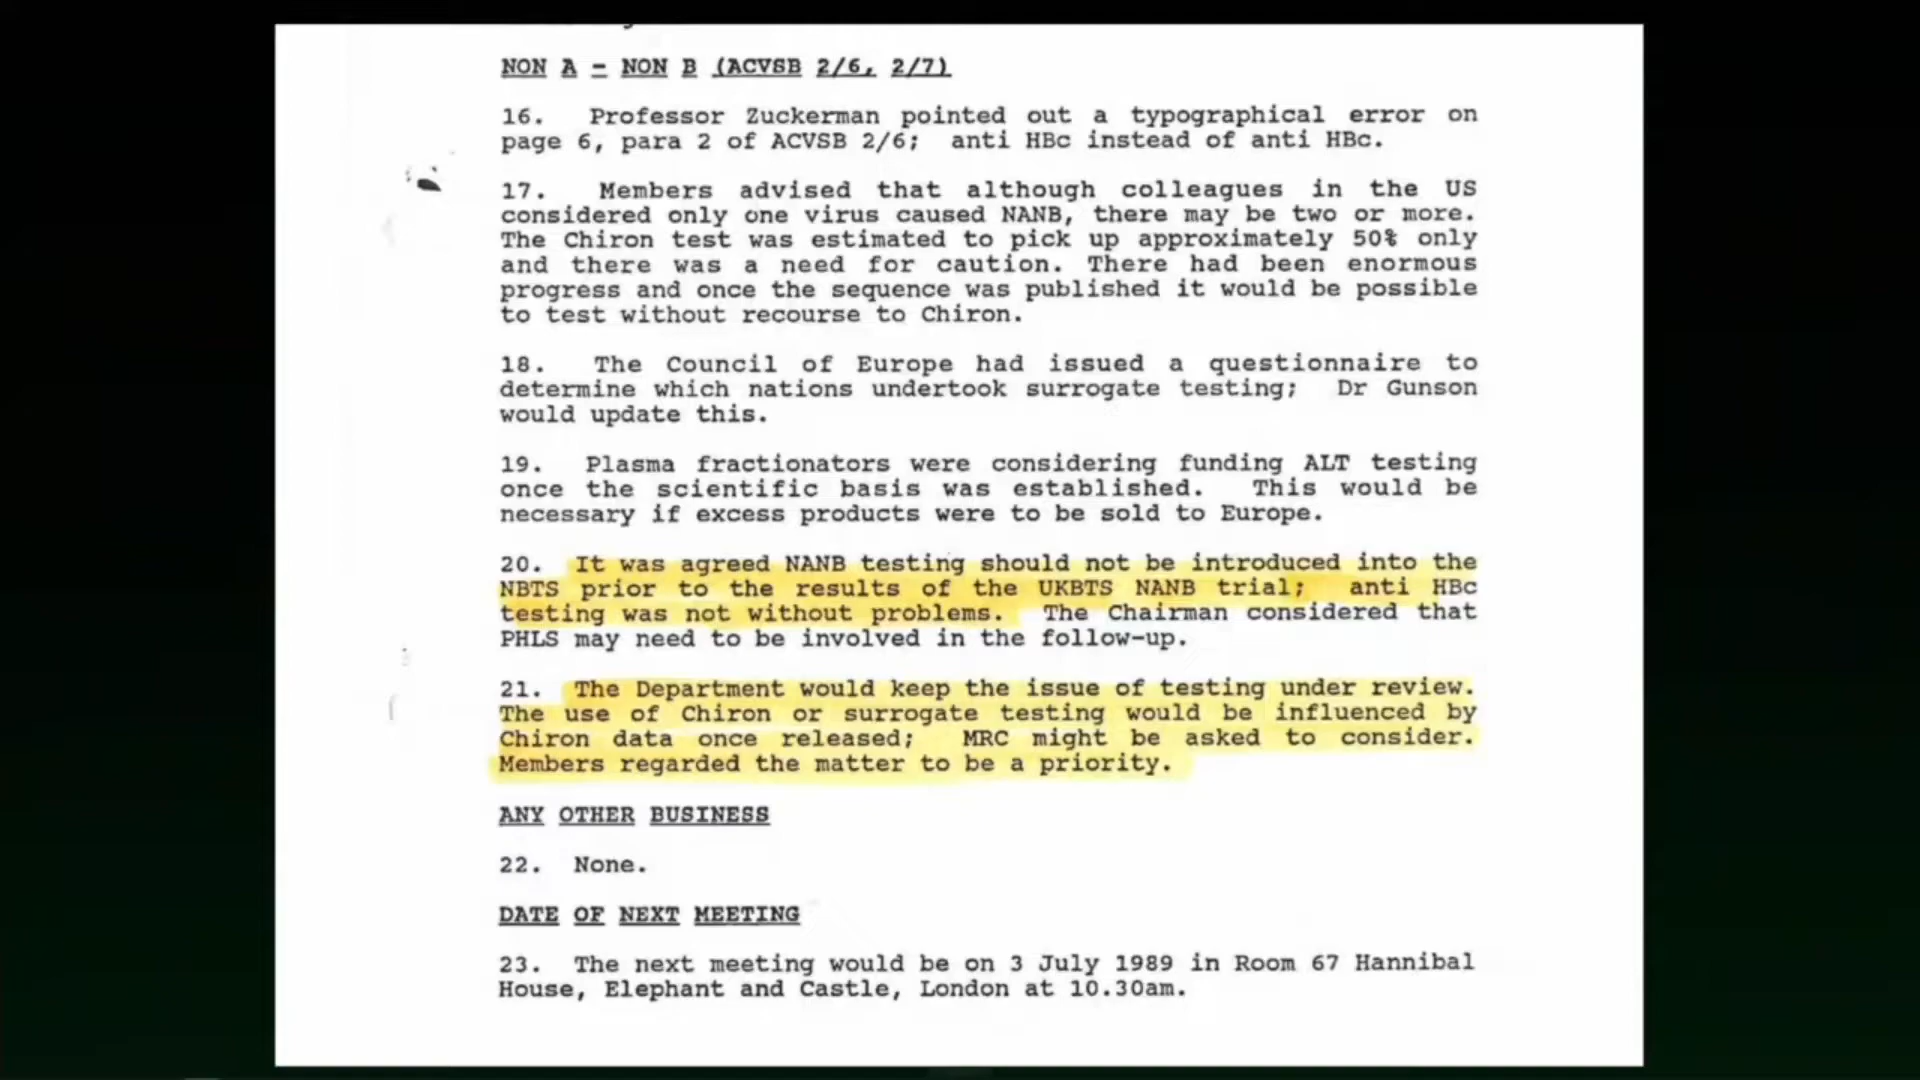 NON A - NON B (ACVSB 2/6, 2/7)
16. Professor Zuckerman pointed out a typographical error on
page 6, para 2 of ACVSB 2/6; anti HBc instead of anti HBc.
17. Members advised that although colleagues in the US
considered only one virus caused NANB, there may be two or more.
The Chiron test was estimated to pick up approximately 50% only
and there was a need for caution. There had been enormous
progress and once the sequence was published it would be possible
to test without recourse to Chiron.
18. The Council of Europe had issued a questionnaire to
determine which nations undertook surrogate testing; Dr Gunson
would update this.
19. Plasma fractionators were considering funding ALT testing
once the scientific basis was established. This would be
necessary if excess products were to be sold to Europe.
20. It was agreed NANB testing should not be introduced into the
NBTS prior to the results of the UKBTS NANB trial; anti HBc
testing was not without problems. The Chairman considered that
PHLS may need to be involved in the follow-up.
21. The Department would keep the issue of testing under review.
The use of Chiron or surrogate testing would be influenced by
Chiron data once released; MRC might be asked to consider.
Members regarded the matter to be a priority.
ANY OTHER BUSINESS
22. None.
DATE OF NEXT MEETING
23. The next meeting would be on 3 July 1989 in Room 67 Hannibal
House, Elephant and Castle, London at 10.30am.